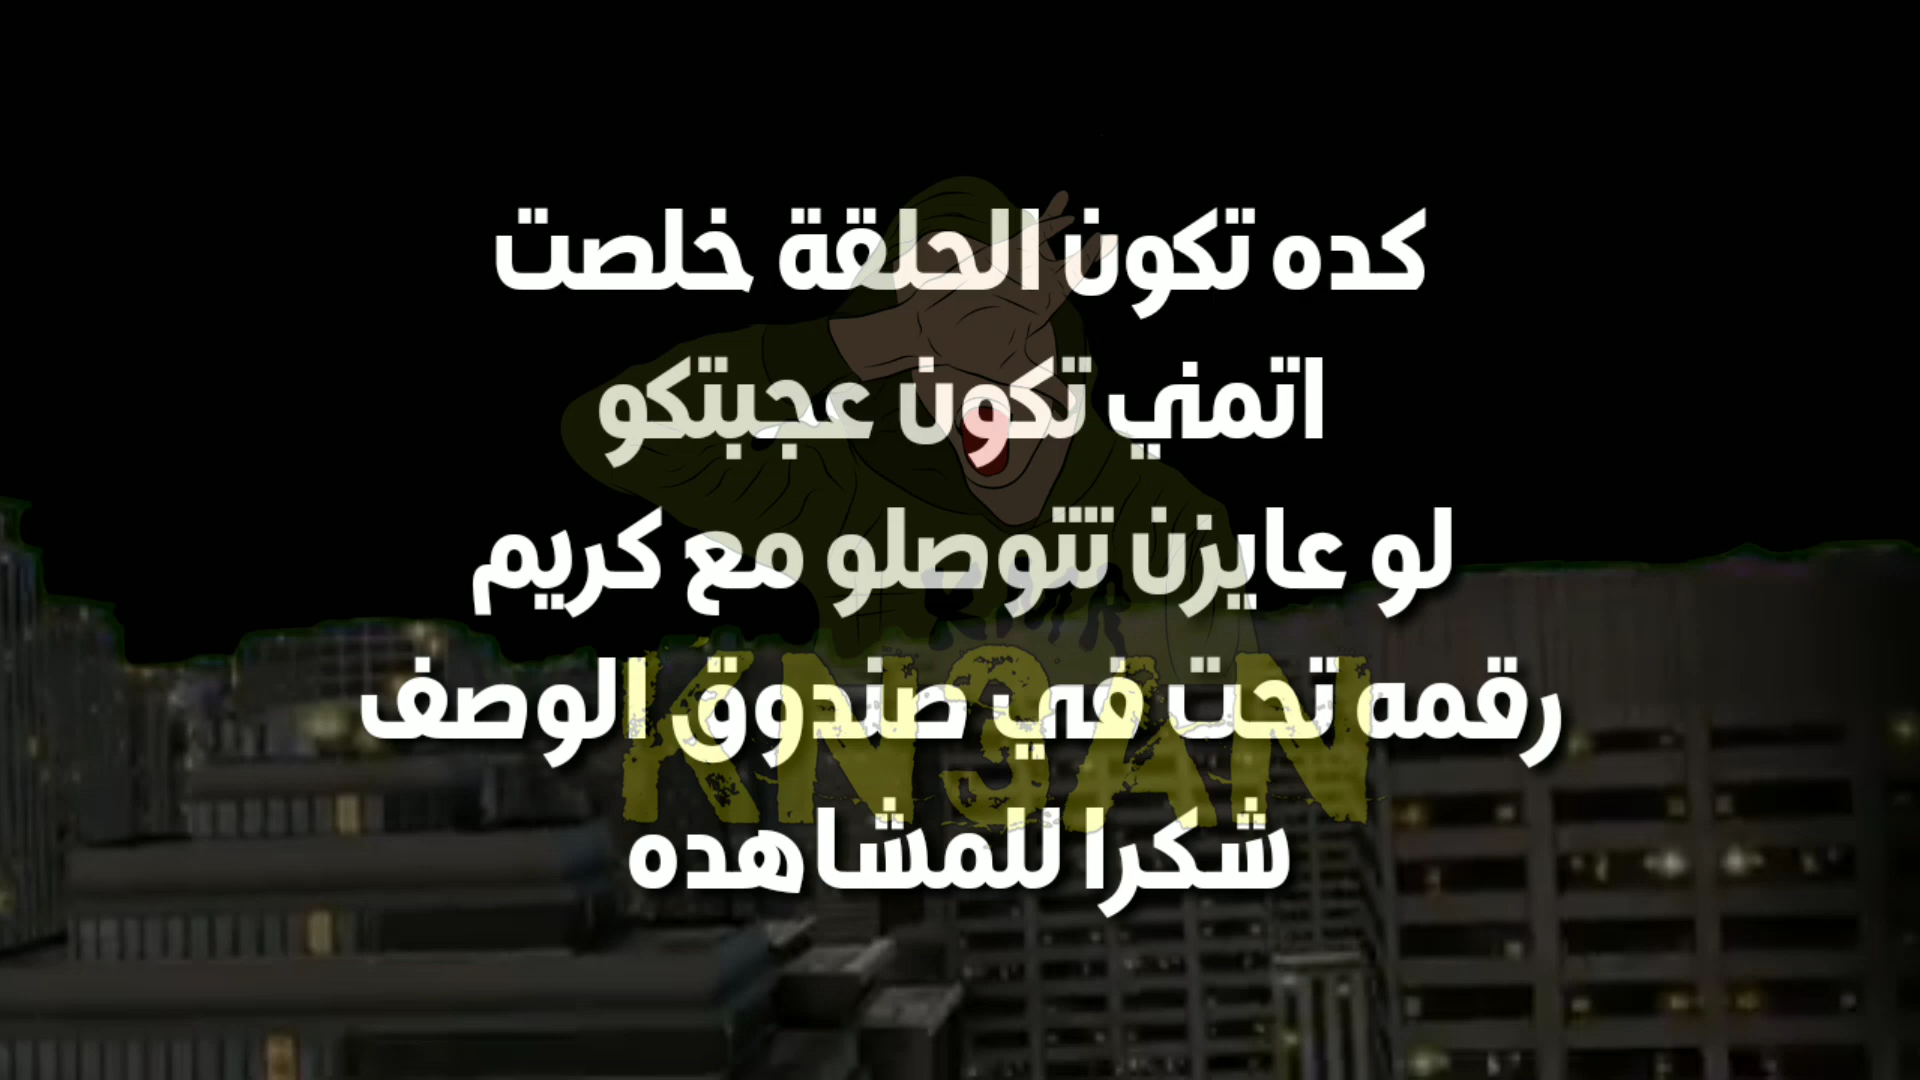 كده تكون الحلقة خلصت
اتمني تكون عجبتكو
لو عايزن تتوصلو مع كريم
رقمه تحت في صندوق الوصف
شكرا للمشاهده
KN3AN